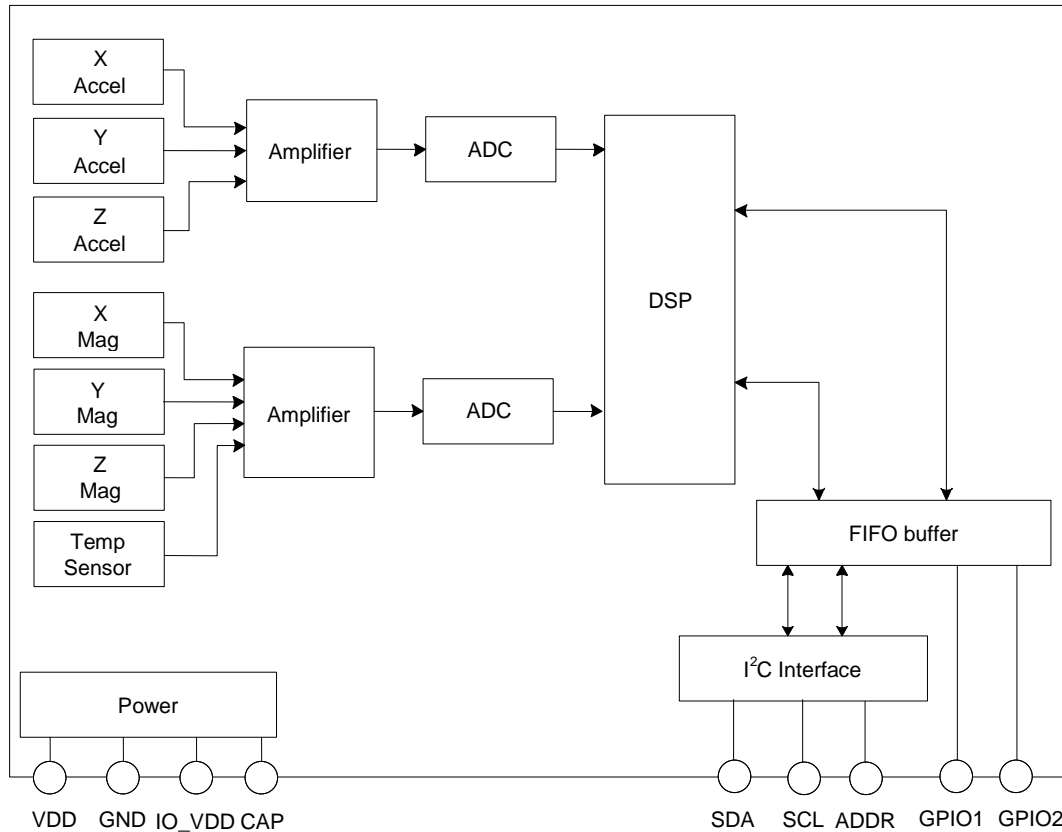 X
Accel
Y
Accel
Z
Accel
Amplifier
ADC
DSP
X
Mag
Y
Mag
Z
Mag
Temp
Sensor
Amplifier
ADC
FIFO buffer
I²C Interface
Power
VDD
GND
IO_VDD
CAP
SDA
SCL
ADDR
GPIO1
GPIO2